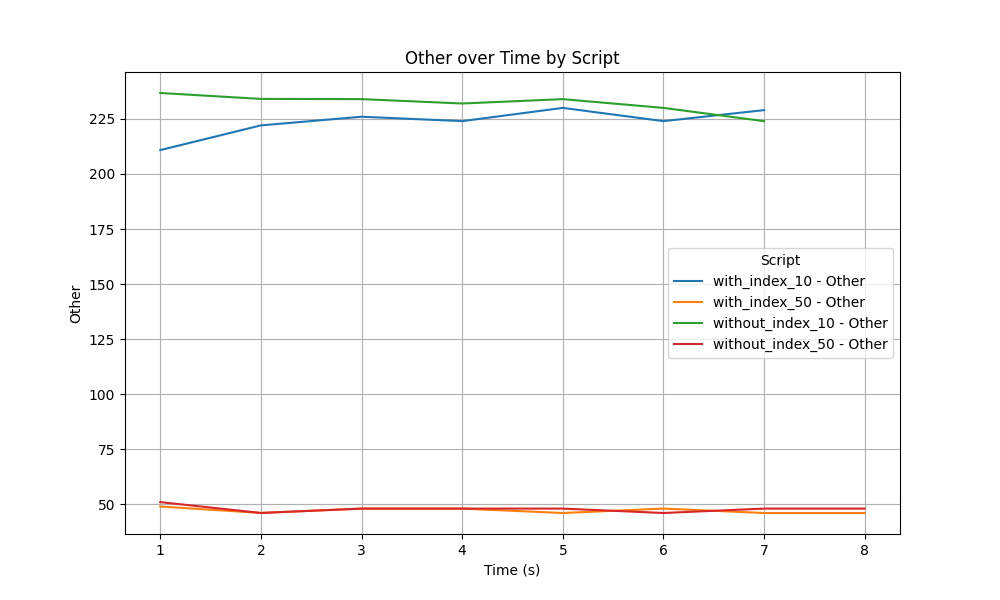 Other over Time by Script
Other
225
200
175
150
125
100
75
50
Script
with_index_10 - Other
with_index_50 - Other
without_index_10 - Other
without_index_50 - Other
1 2 3 4 5 6 7 8
Time (s)